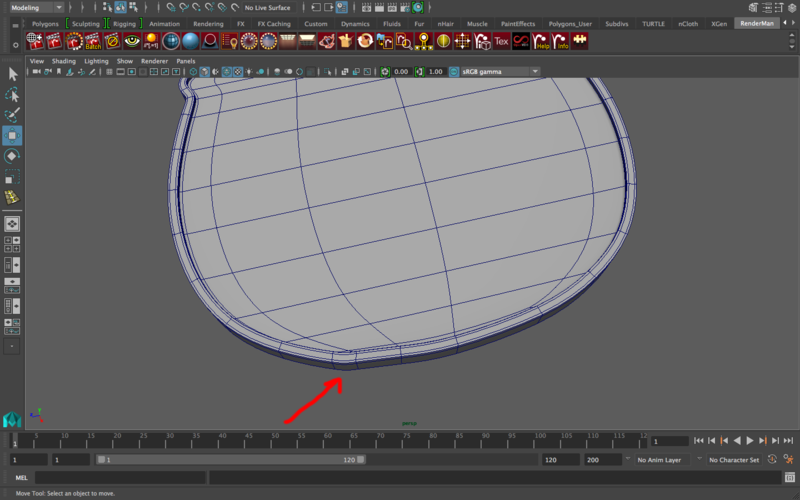 Modeling No Live Surface
Polygons Sculpting Rigging Animation Rendering FX FX Caching Custom Dynamics Fluids Fur nHair Muscle PaintEffects Polygons_User Subdivs TURTLE nCloth XGen RenderMan
Batch Tex Help Info
View Shading Lighting Show Renderer Panels
0.00 1.00 sRGB gamma
persp
1 5 10 15 20 25 30 35 40 45 50 55 60 65 70 75 80 85 90 95 100 105 110 115 12 1
1 1 1 120 120 200 No Anim Layer No Character Set
MEL
Move Tool: Select an object to move.